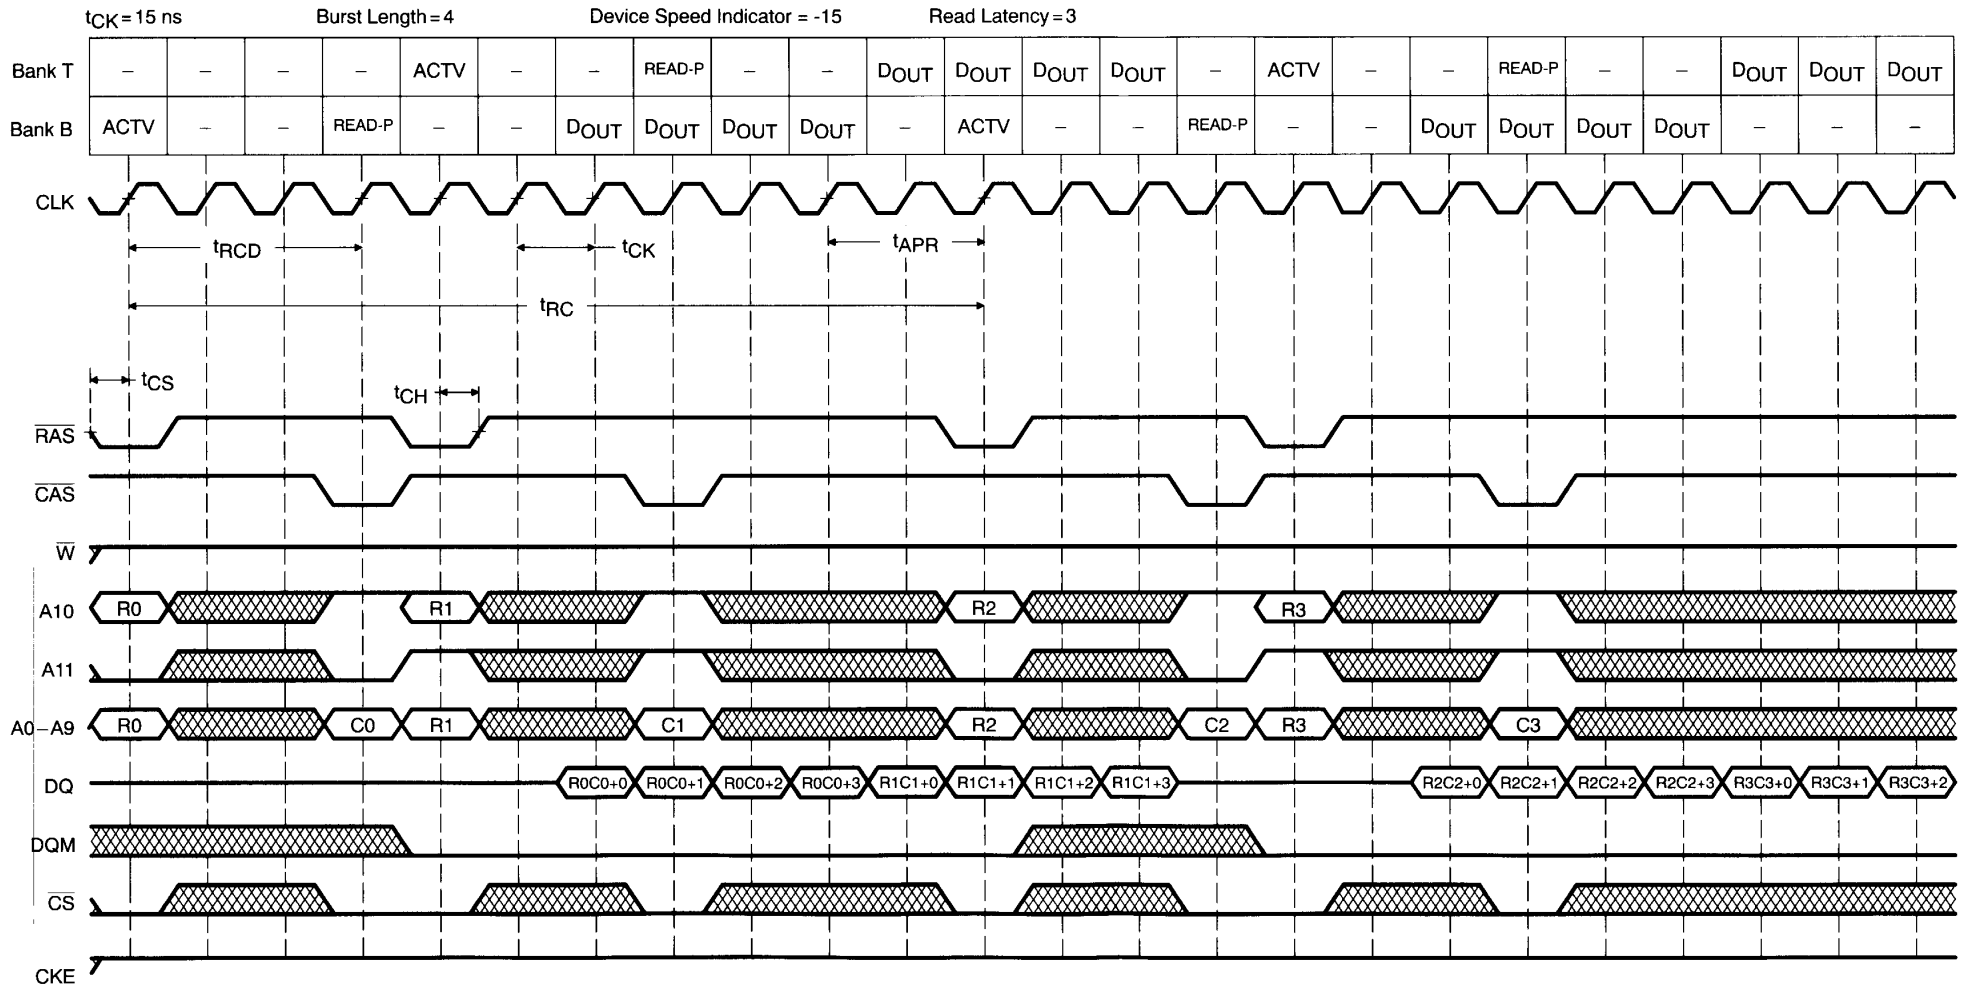 tCK = 15 ns Burst Length = 4 Device Speed Indicator = -15 Read Latency = 3
Bank T – – – – ACTV – – READ-P – – DOUT DOUT DOUT DOUT – ACTV – – READ-P – – DOUT DOUT DOUT
Bank B ACTV – – READ-P – – DOUT DOUT DOUT DOUT – ACTV – – READ-P – – DOUT DOUT DOUT DOUT – – –
CLK
tRCD tCK tAPR
tRC
tCS
tCH
RAS
CAS
W
A10 R0 R1 R2 R3
A11
A0–A9 R0 C0 R1 C1 R2 C2 R3 C3
DQ R0C0+0 R0C0+1 R0C0+2 R0C0+3 R1C1+0 R1C1+1 R1C1+2 R1C1+3 R2C2+0 R2C2+1 R2C2+2 R2C2+3 R3C3+0 R3C3+1 R3C3+2
DQM
CS
CKE